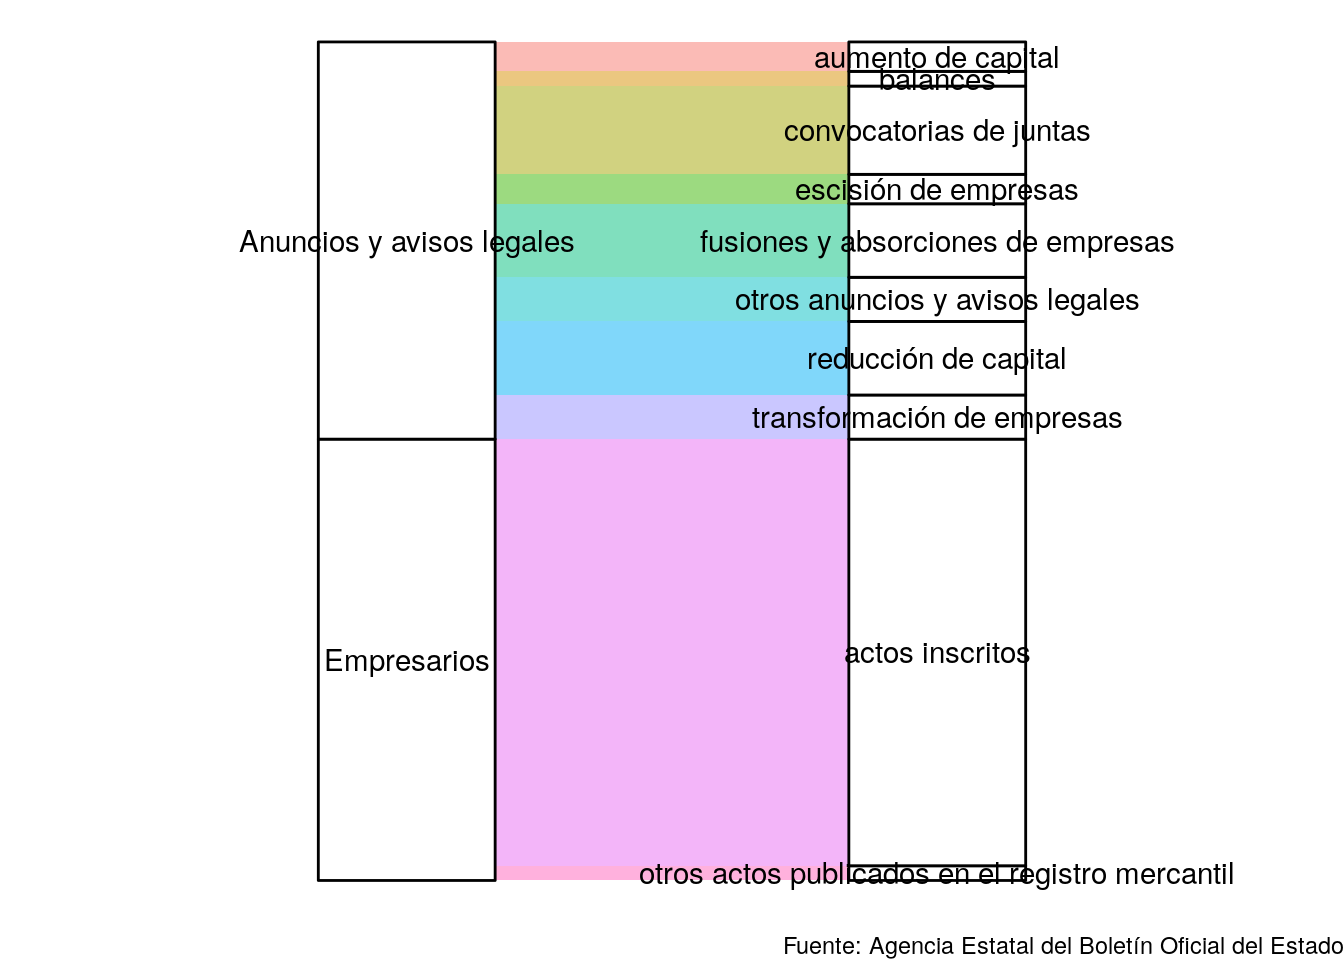 aumento de capital
balances
convocatorias de juntas
escisión de empresas
Anuncios y avisos legales
fusiones y absorciones de empresas
otros anuncios y avisos legales
reducción de capital
transformación de empresas
Empresarios
actos inscritos
otros actos publicados en el registro mercantil
Fuente: Agencia Estatal del Boletín Oficial del Estado